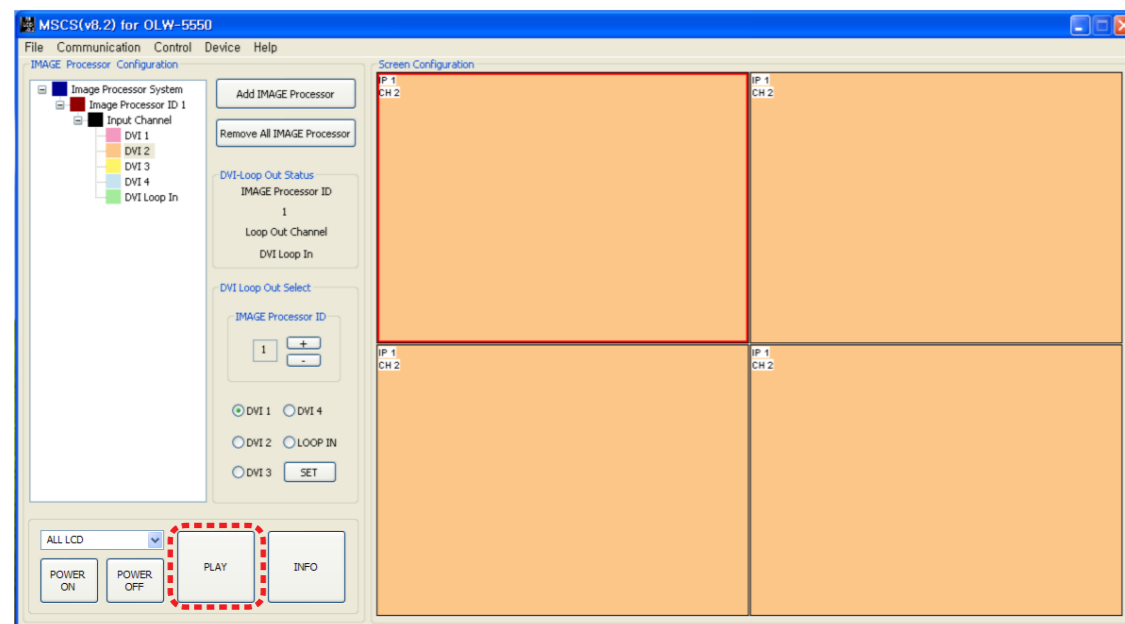 MSCS(v8.2) for OLW-5550
File Communication Control Device Help
IMAGE Processor Configuration
Image Processor System
Image Processor ID 1
Input Channel
DVI 1
DVI 2
DVI 3
DVI 4
DVI Loop In
Add IMAGE Processor
Remove All IMAGE Processor
DVI-Loop Out Status
IMAGE Processor ID
1
Loop Out Channel
DVI Loop In
DVI Loop Out Select
IMAGE Processor ID
1
+
-
DVI 1 DVI 4
DVI 2 LOOP IN
DVI 3 SET
ALL LCD
POWER
ON
POWER
OFF
PLAY
INFO
Screen Configuration
IP 1
CH 2
IP 1
CH 2
IP 1
CH 2
IP 1
CH 2